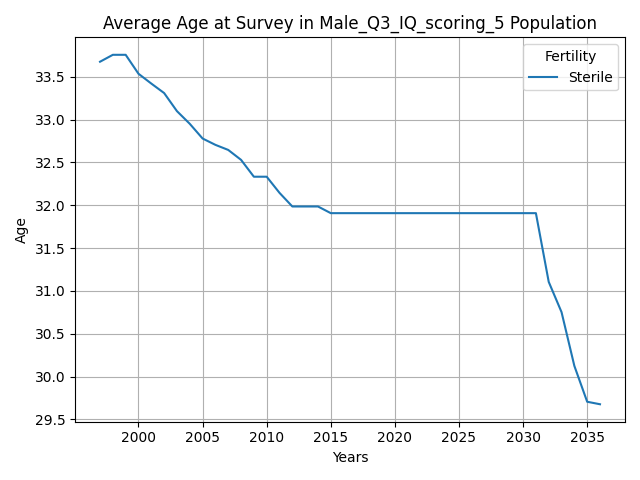 Average Age at Survey in Male_Q3_IQ_scoring_5 Population
Fertility
Sterile
33.5
33.0
32.5
32.0
31.5
31.0
30.5
30.0
29.5
Age
2000 2005 2010 2015 2020 2025 2030 2035
Years